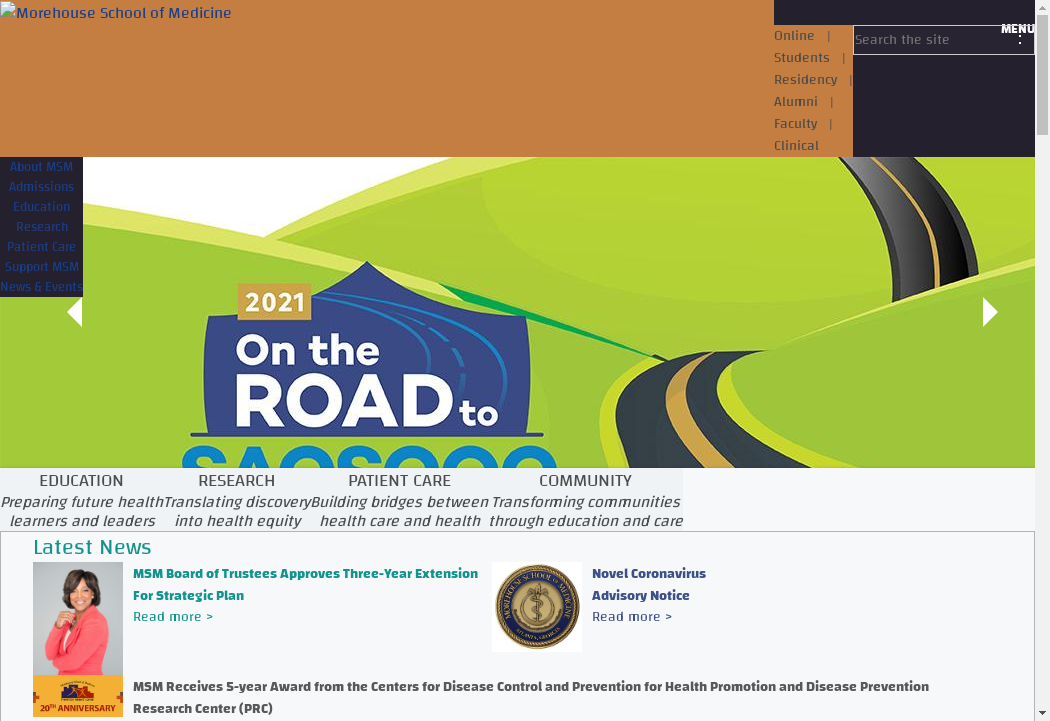 Morehouse School of Medicine
MENU
Online |
Search the site
Students |
Residency |
Alumni |
Faculty |
Clinical
About MSM
Admissions
Education
Research
Patient Care
Support MSM
News & Events
2021
On the
ROAD to
EDUCATION
Preparing future health
learners and leaders
RESEARCH
Translating discovery
into health equity
PATIENT CARE
Building bridges between
health care and health
COMMUNITY
Transforming communities
through education and care
Latest News
MSM Board of Trustees Approves Three-Year Extension
For Strategic Plan
Read more >
MOREHOUSE SCHOOL OF MEDICINE
ATLANTA, GEORGIA
Novel Coronavirus
Advisory Notice
Read more >
20TH ANNIVERSARY
MSM Receives 5-year Award from the Centers for Disease Control and Prevention for Health Promotion and Disease Prevention
Research Center (PRC)